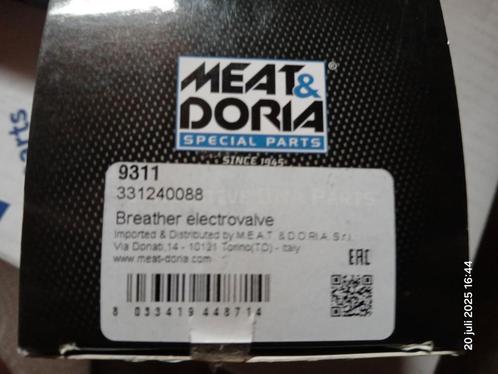 MEAT&
DORIA®
SPECIAL PARTS
SINCE 1945
9311
331240088
Breather electrovalve
Imported & Distributed by M.E.A.T. & D.O.R.I.A. S.r.l.
Via Donati,14 - 10121 Torino(TO) - Italy
www.meat-doria.com
EAC
8 033419 448714
arts
20 juli 2025 16:44